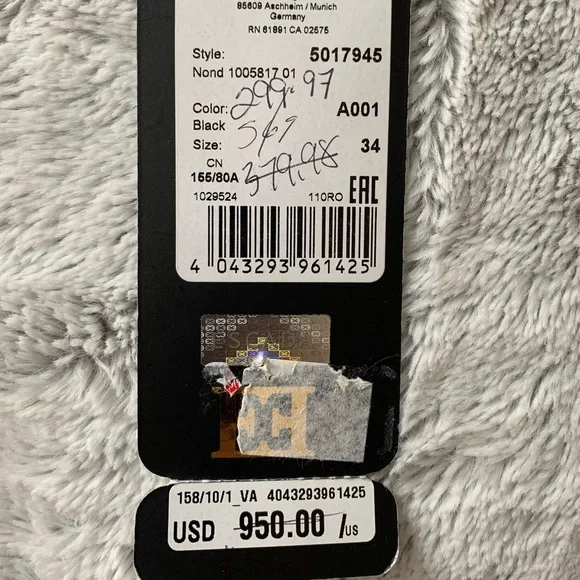 85609 Aschheim / Munich
Germany
RN 61891 CA 02575
Style: 5017945
Nond 1005817 01
299.97
Color: A001
Black
569
Size: 34
CN
379.98
155/80A
1029524 110RO EAC
4 043293 961425
158/10/1_VA 4043293961425
USD 950.00 /US